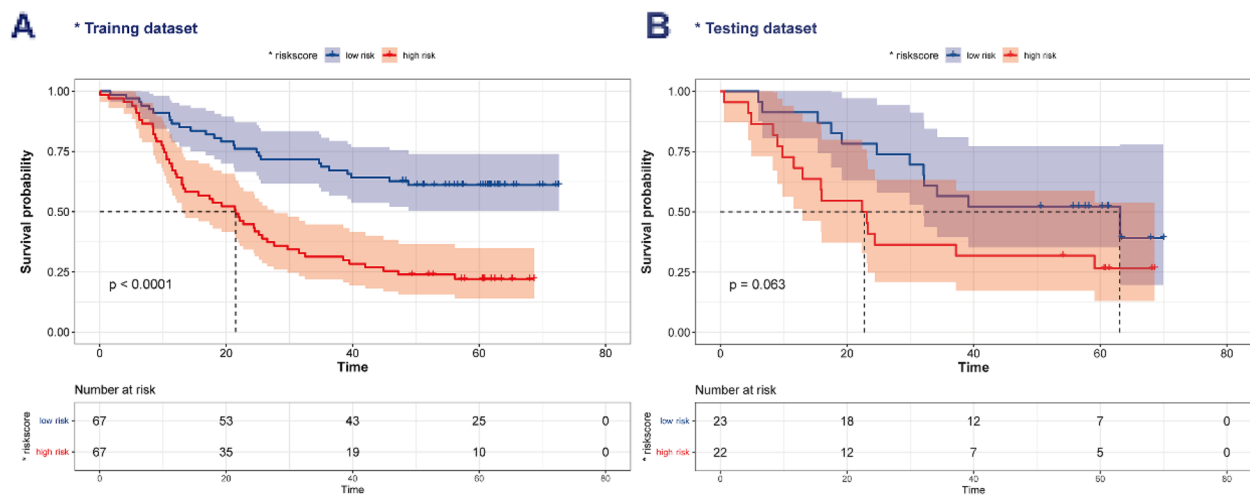 A
* Trainng dataset
* riskscore low risk high risk
Survival probability
1.00
0.75
0.50
0.25
0.00
p < 0.0001
0 20 40 60 80
Time
Number at risk
* riskscore
low risk 67 53 43 25 0
high risk 67 35 19 10 0
0 20 40 60 80
Time
B
* Testing dataset
* riskscore low risk high risk
Survival probability
1.00
0.75
0.50
0.25
0.00
p = 0.063
0 20 40 60 80
Time
Number at risk
* riskscore
low risk 23 18 12 7 0
high risk 22 12 7 5 0
0 20 40 60 80
Time